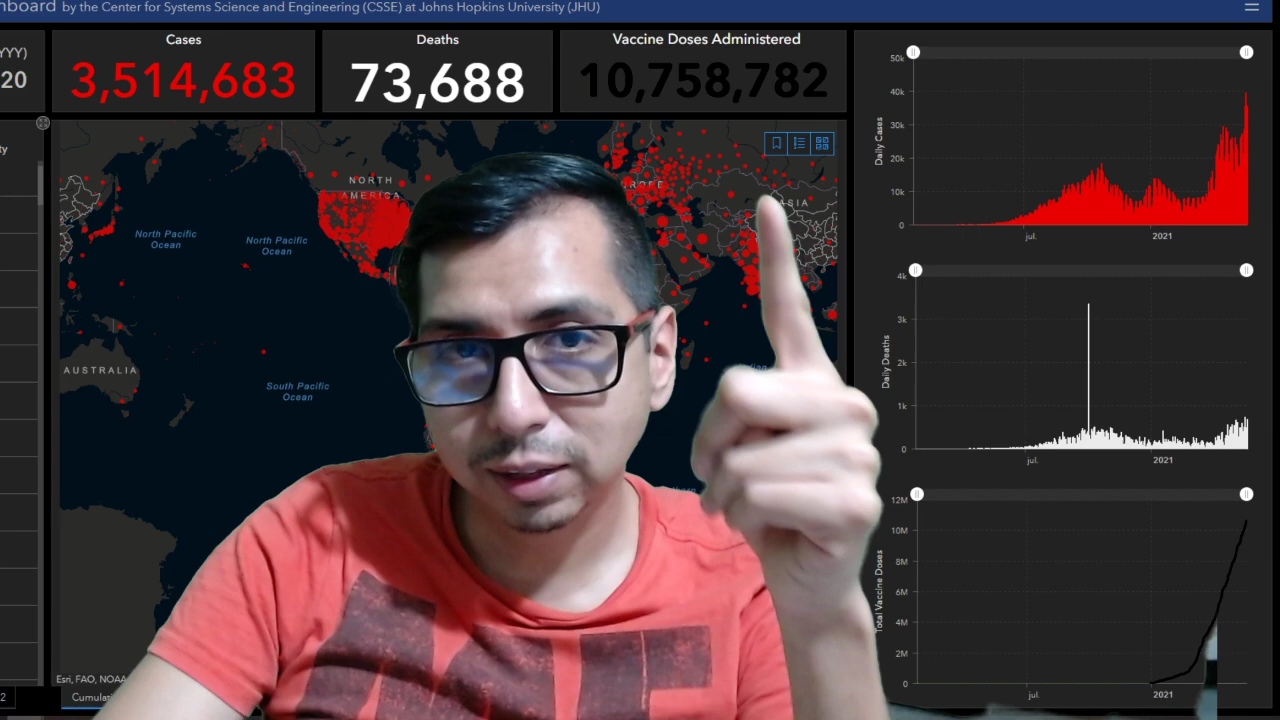 by the Center for Systems Science and Engineering (CSSE) at Johns Hopkins University (JHU)
Cases
3,514,683
Deaths
73,688
Vaccine Doses Administered
10,758,782
20
NORTH
AMERICA
ASIA
North Pacific
Ocean
North Pacific
Ocean
AUSTRALIA
South Pacific
Ocean
Esri, FAO, NOAA
2
Daily Cases
50k
40k
30k
20k
10k
0
jul.
2021
Daily Deaths
4k
3k
2k
1k
0
jul.
2021
Total Vaccine Doses
12M
10M
8M
6M
4M
2M
0
jul.
2021